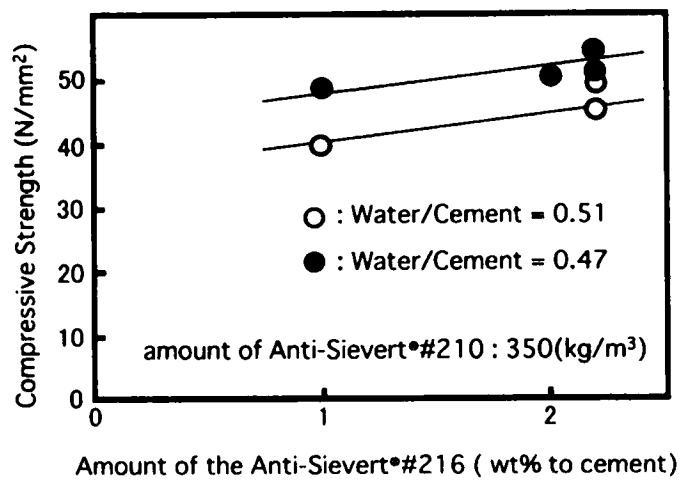 Compressive Strength (N/mm²)
50
40
30
20
10
0
0 1 2
○ : Water/Cement = 0.51
● : Water/Cement = 0.47
amount of Anti-Sievert®#210 : 350(kg/m³)
Amount of the Anti-Sievert®#216 ( wt% to cement)